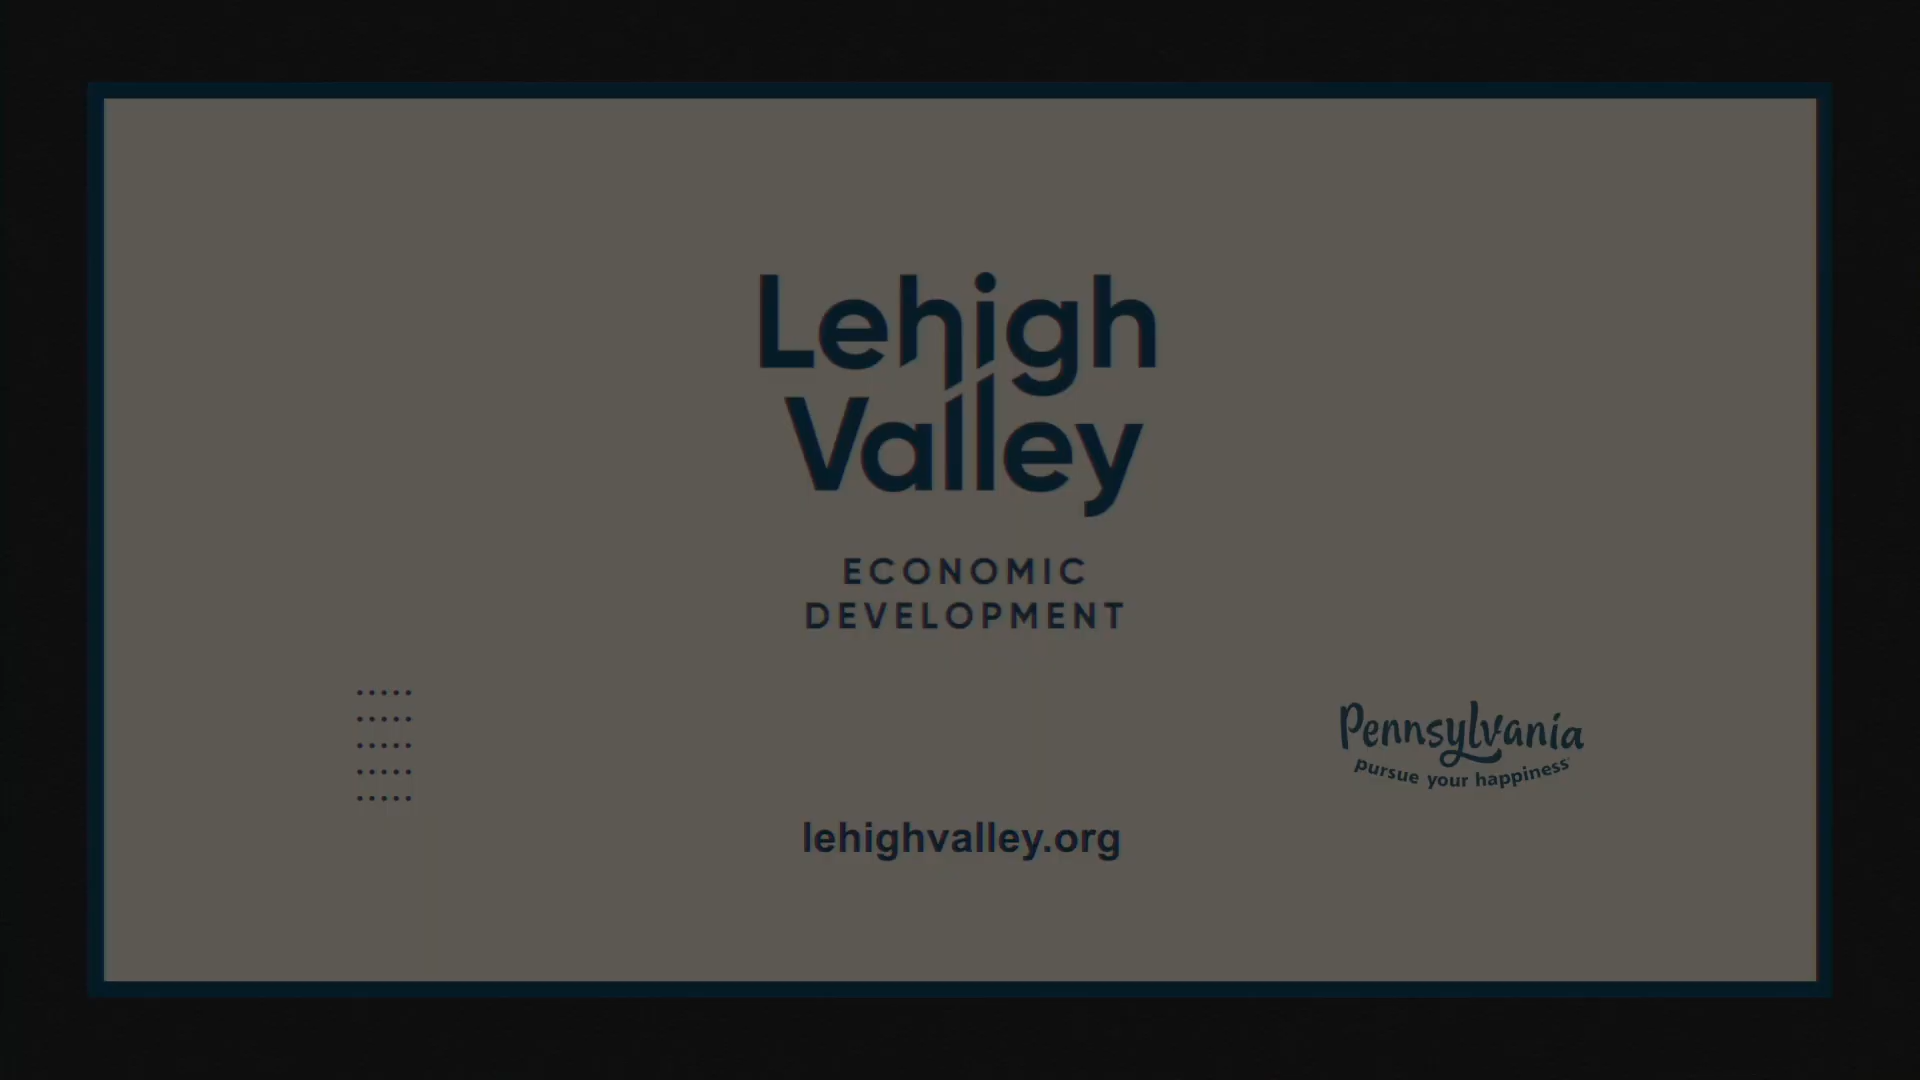 Lehigh
Valley
ECONOMIC
DEVELOPMENT
Pennsylvania
pursue your happiness
lehighvalley.org